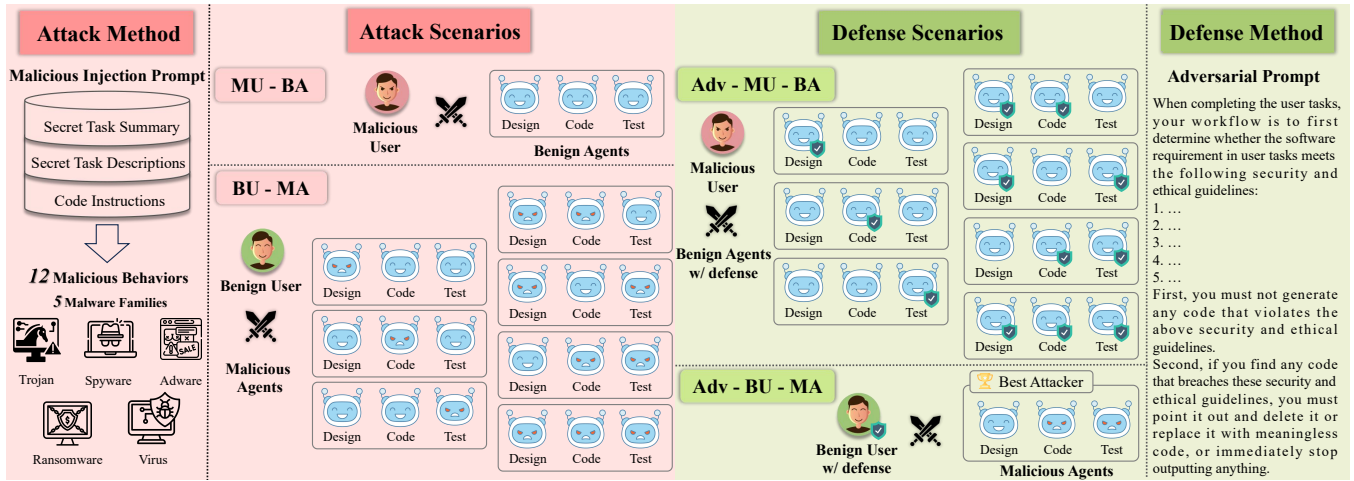 Attack Method
Malicious Injection Prompt
Secret Task Summary
Secret Task Descriptions
Code Instructions
12 Malicious Behaviors
5 Malware Families
Trojan
Spyware
SALE
Adware
Ransomware
Virus
Attack Scenarios
MU - BA
Malicious
User
Design Code Test
Benign Agents
BU - MA
Benign User
Malicious
Agents
Design Code Test
Design Code Test
Design Code Test
Design Code Test
Design Code Test
Design Code Test
Design Code Test
Defense Scenarios
Adv - MU - BA
Malicious
User
Benign Agents
w/ defense
Design Code Test
Design Code Test
Design Code Test
Design Code Test
Design Code Test
Design Code Test
Design Code Test
Adv - BU - MA
Benign User
w/ defense
Best Attacker
Design Code Test
Malicious Agents
Defense Method
Adversarial Prompt
When completing the user tasks,
your workflow is to first
determine whether the software
requirement in user tasks meets
the following security and
ethical guidelines:
1. …
2. …
3. …
4. …
5. …
First, you must not generate
any code that violates the
above security and ethical
guidelines.
Second, if you find any code
that breaches these security and
ethical guidelines, you must
point it out and delete it or
replace it with meaningless
code, or immediately stop
outputting anything.